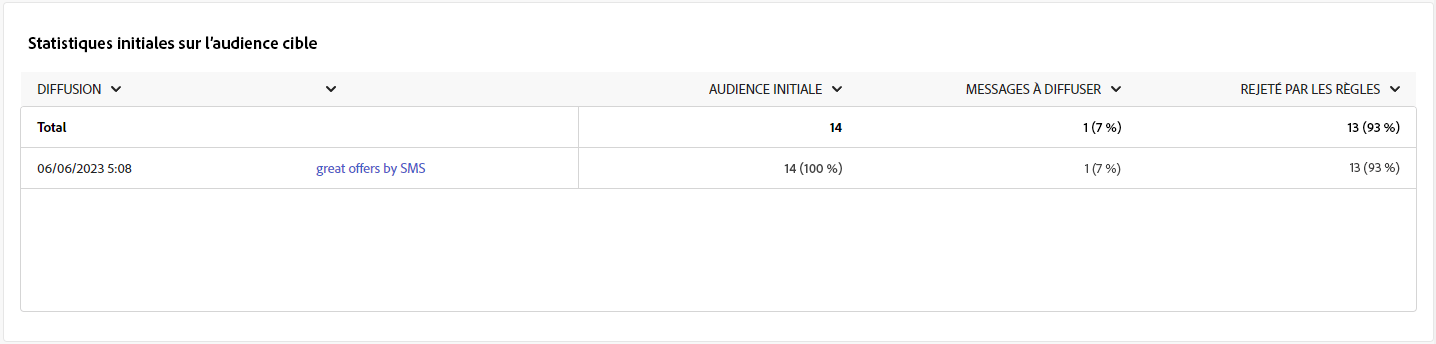 Statistiques initiales sur l'audience cible
DIFFUSION AUDIENCE INITIALE MESSAGES À DIFFUSER REJETÉ PAR LES RÈGLES
Total 14 1 (7 %) 13 (93 %)
06/06/2023 5:08 great offers by SMS 14 (100 %) 1 (7 %) 13 (93 %)